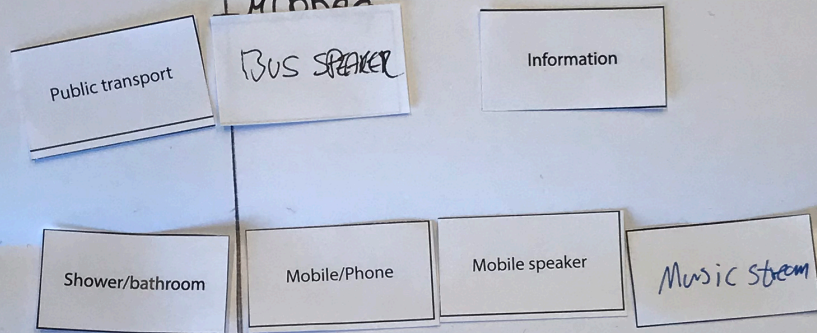 Public transport
BUS SPEAKER
Information
Shower/bathroom
Mobile/Phone
Mobile speaker
Music stream